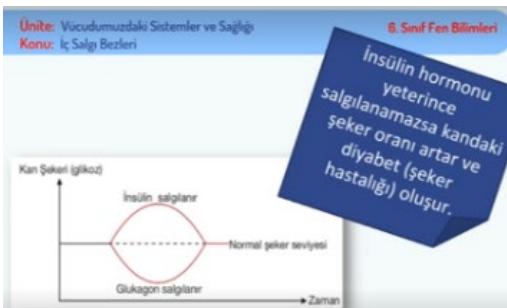 Ünite: Vücudumuzdaki Sistemler ve Sağlığı
6. Sınıf Fen Bilimleri
Konu: İç Salgı Bezleri
İnsülin hormonu
yeterince
salgılanamazsa kandaki
şeker oranı artar ve
diyabet (şeker
hastalığı) oluşur.
Kan Şekeri (glikoz)
İnsülin salgılanır
Normal şeker seviyesi
Glukagon salgılanır
Zaman